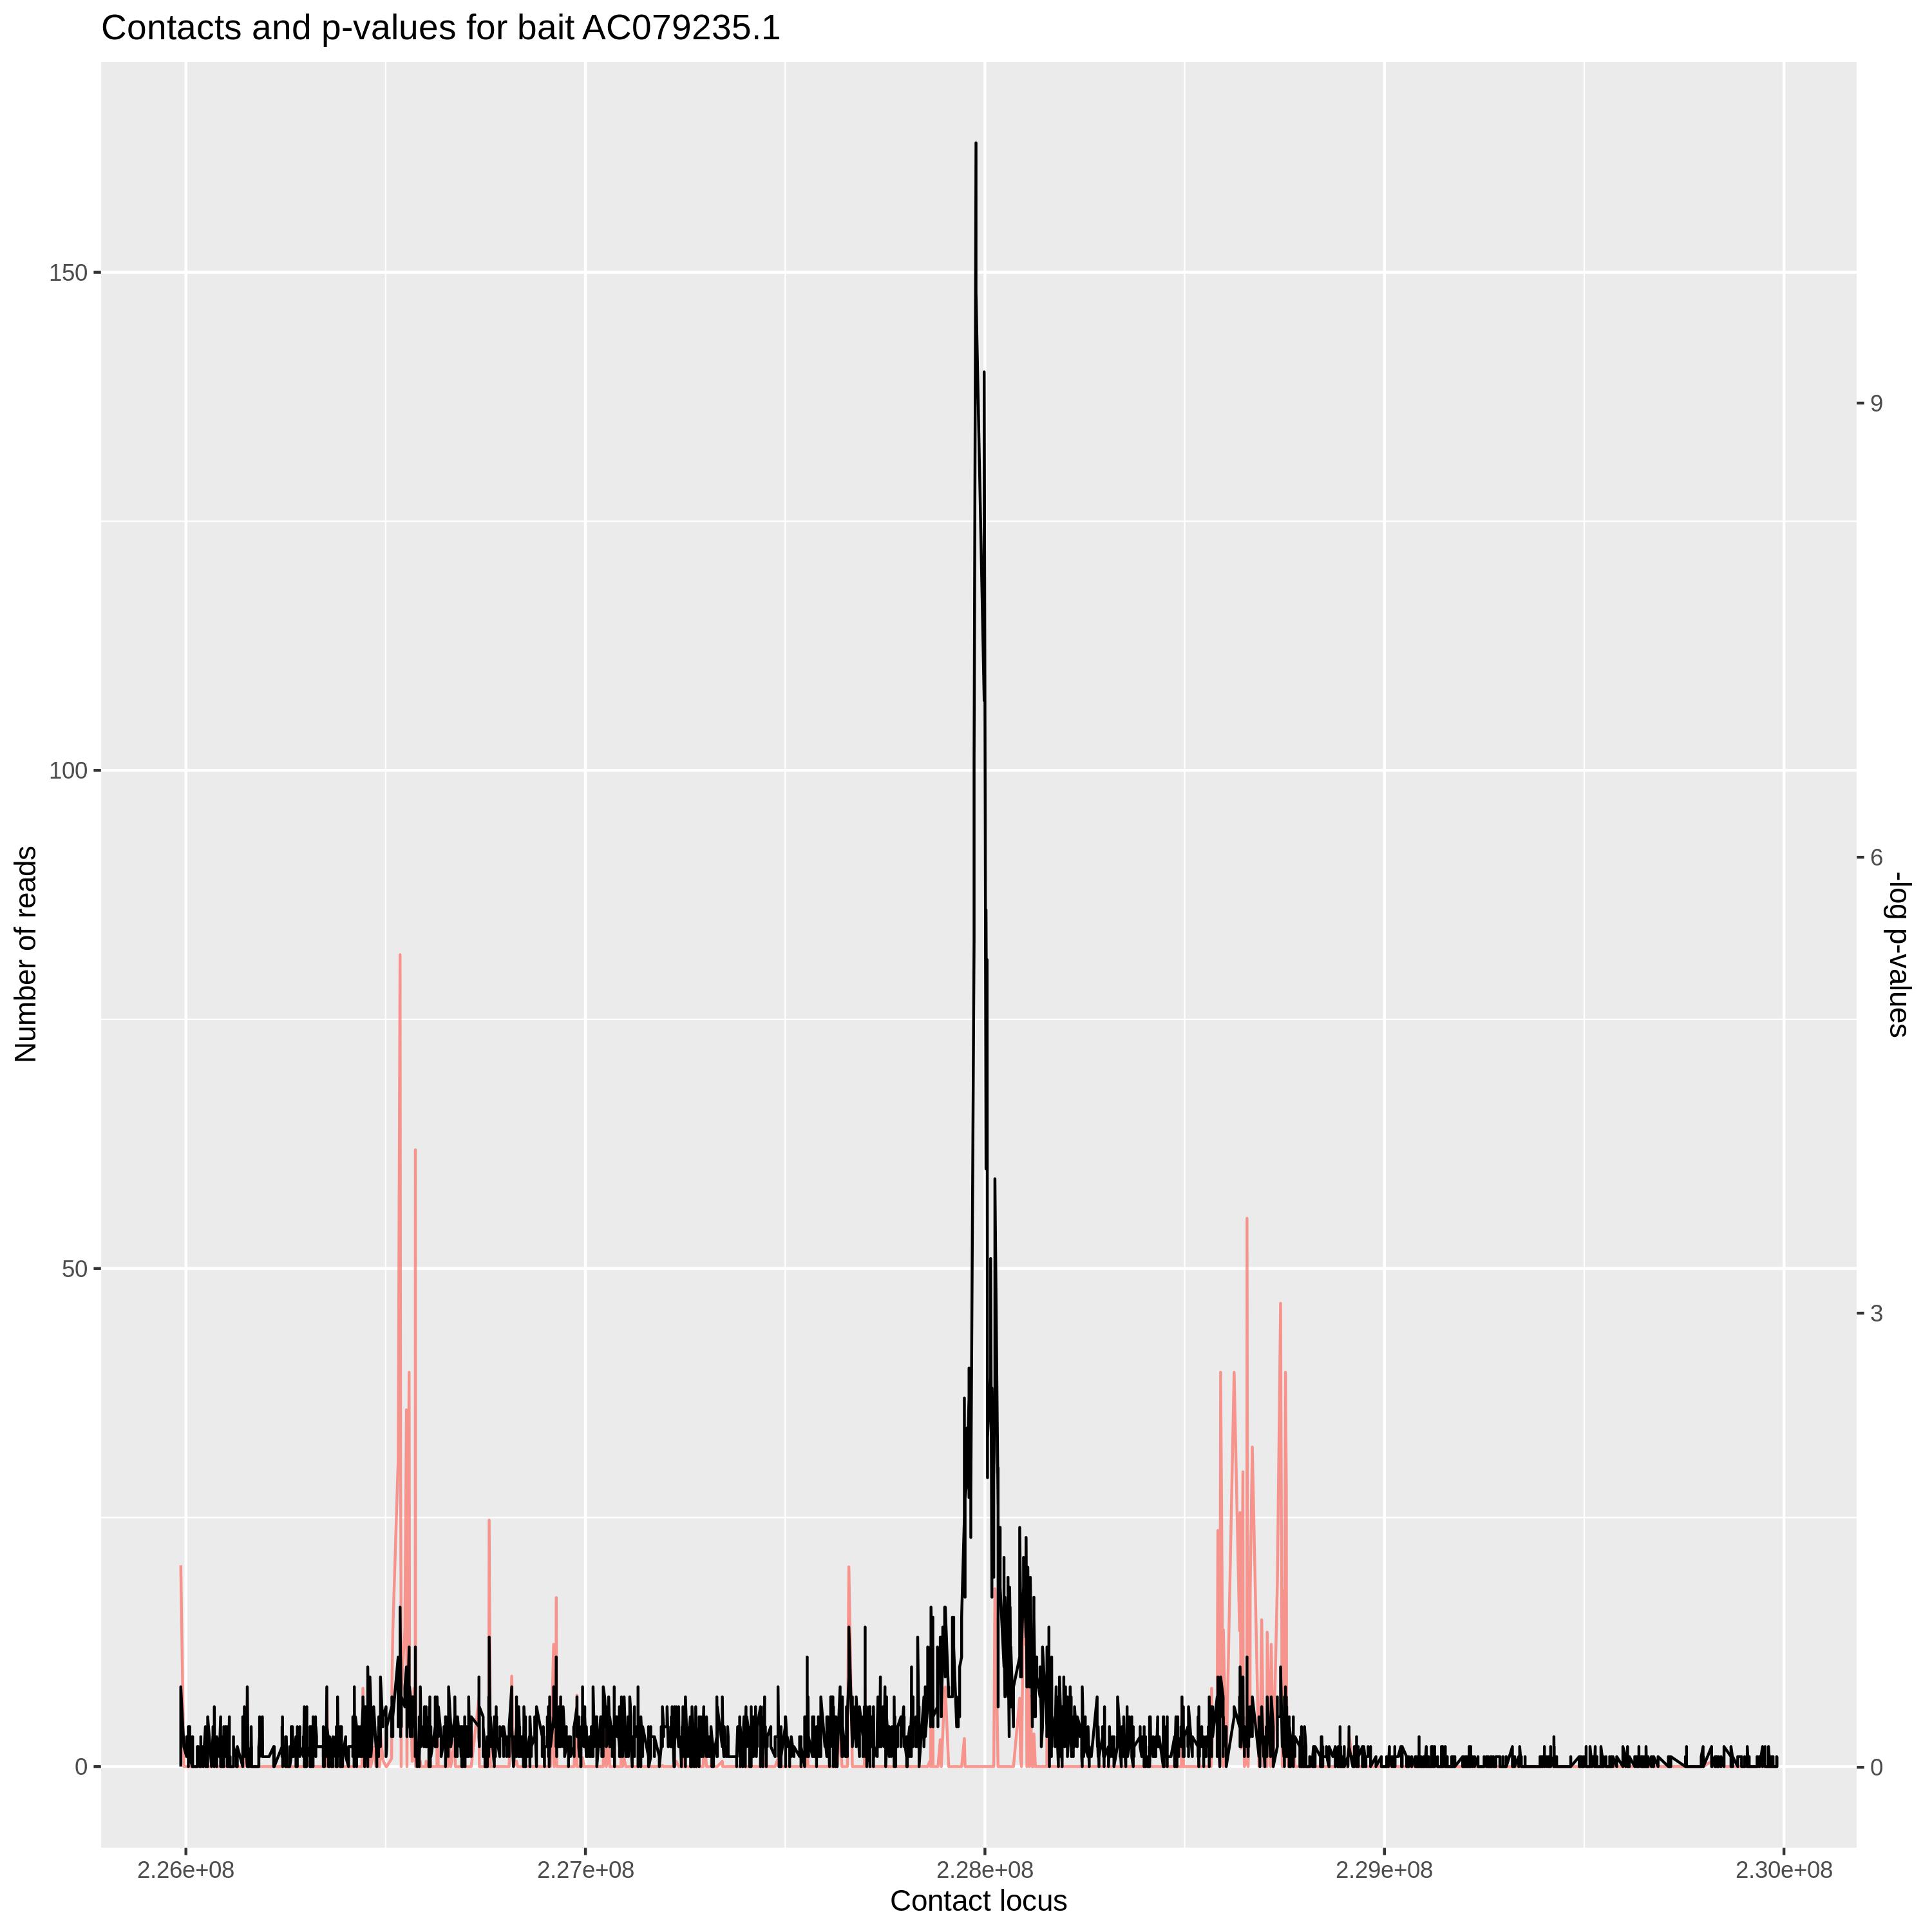 Contacts and p-values for bait AC079235.1
150
100
50
0
Number of reads
9
6
3
0
-log p-values
2.26e+08 2.27e+08 2.28e+08 2.29e+08 2.30e+08
Contact locus